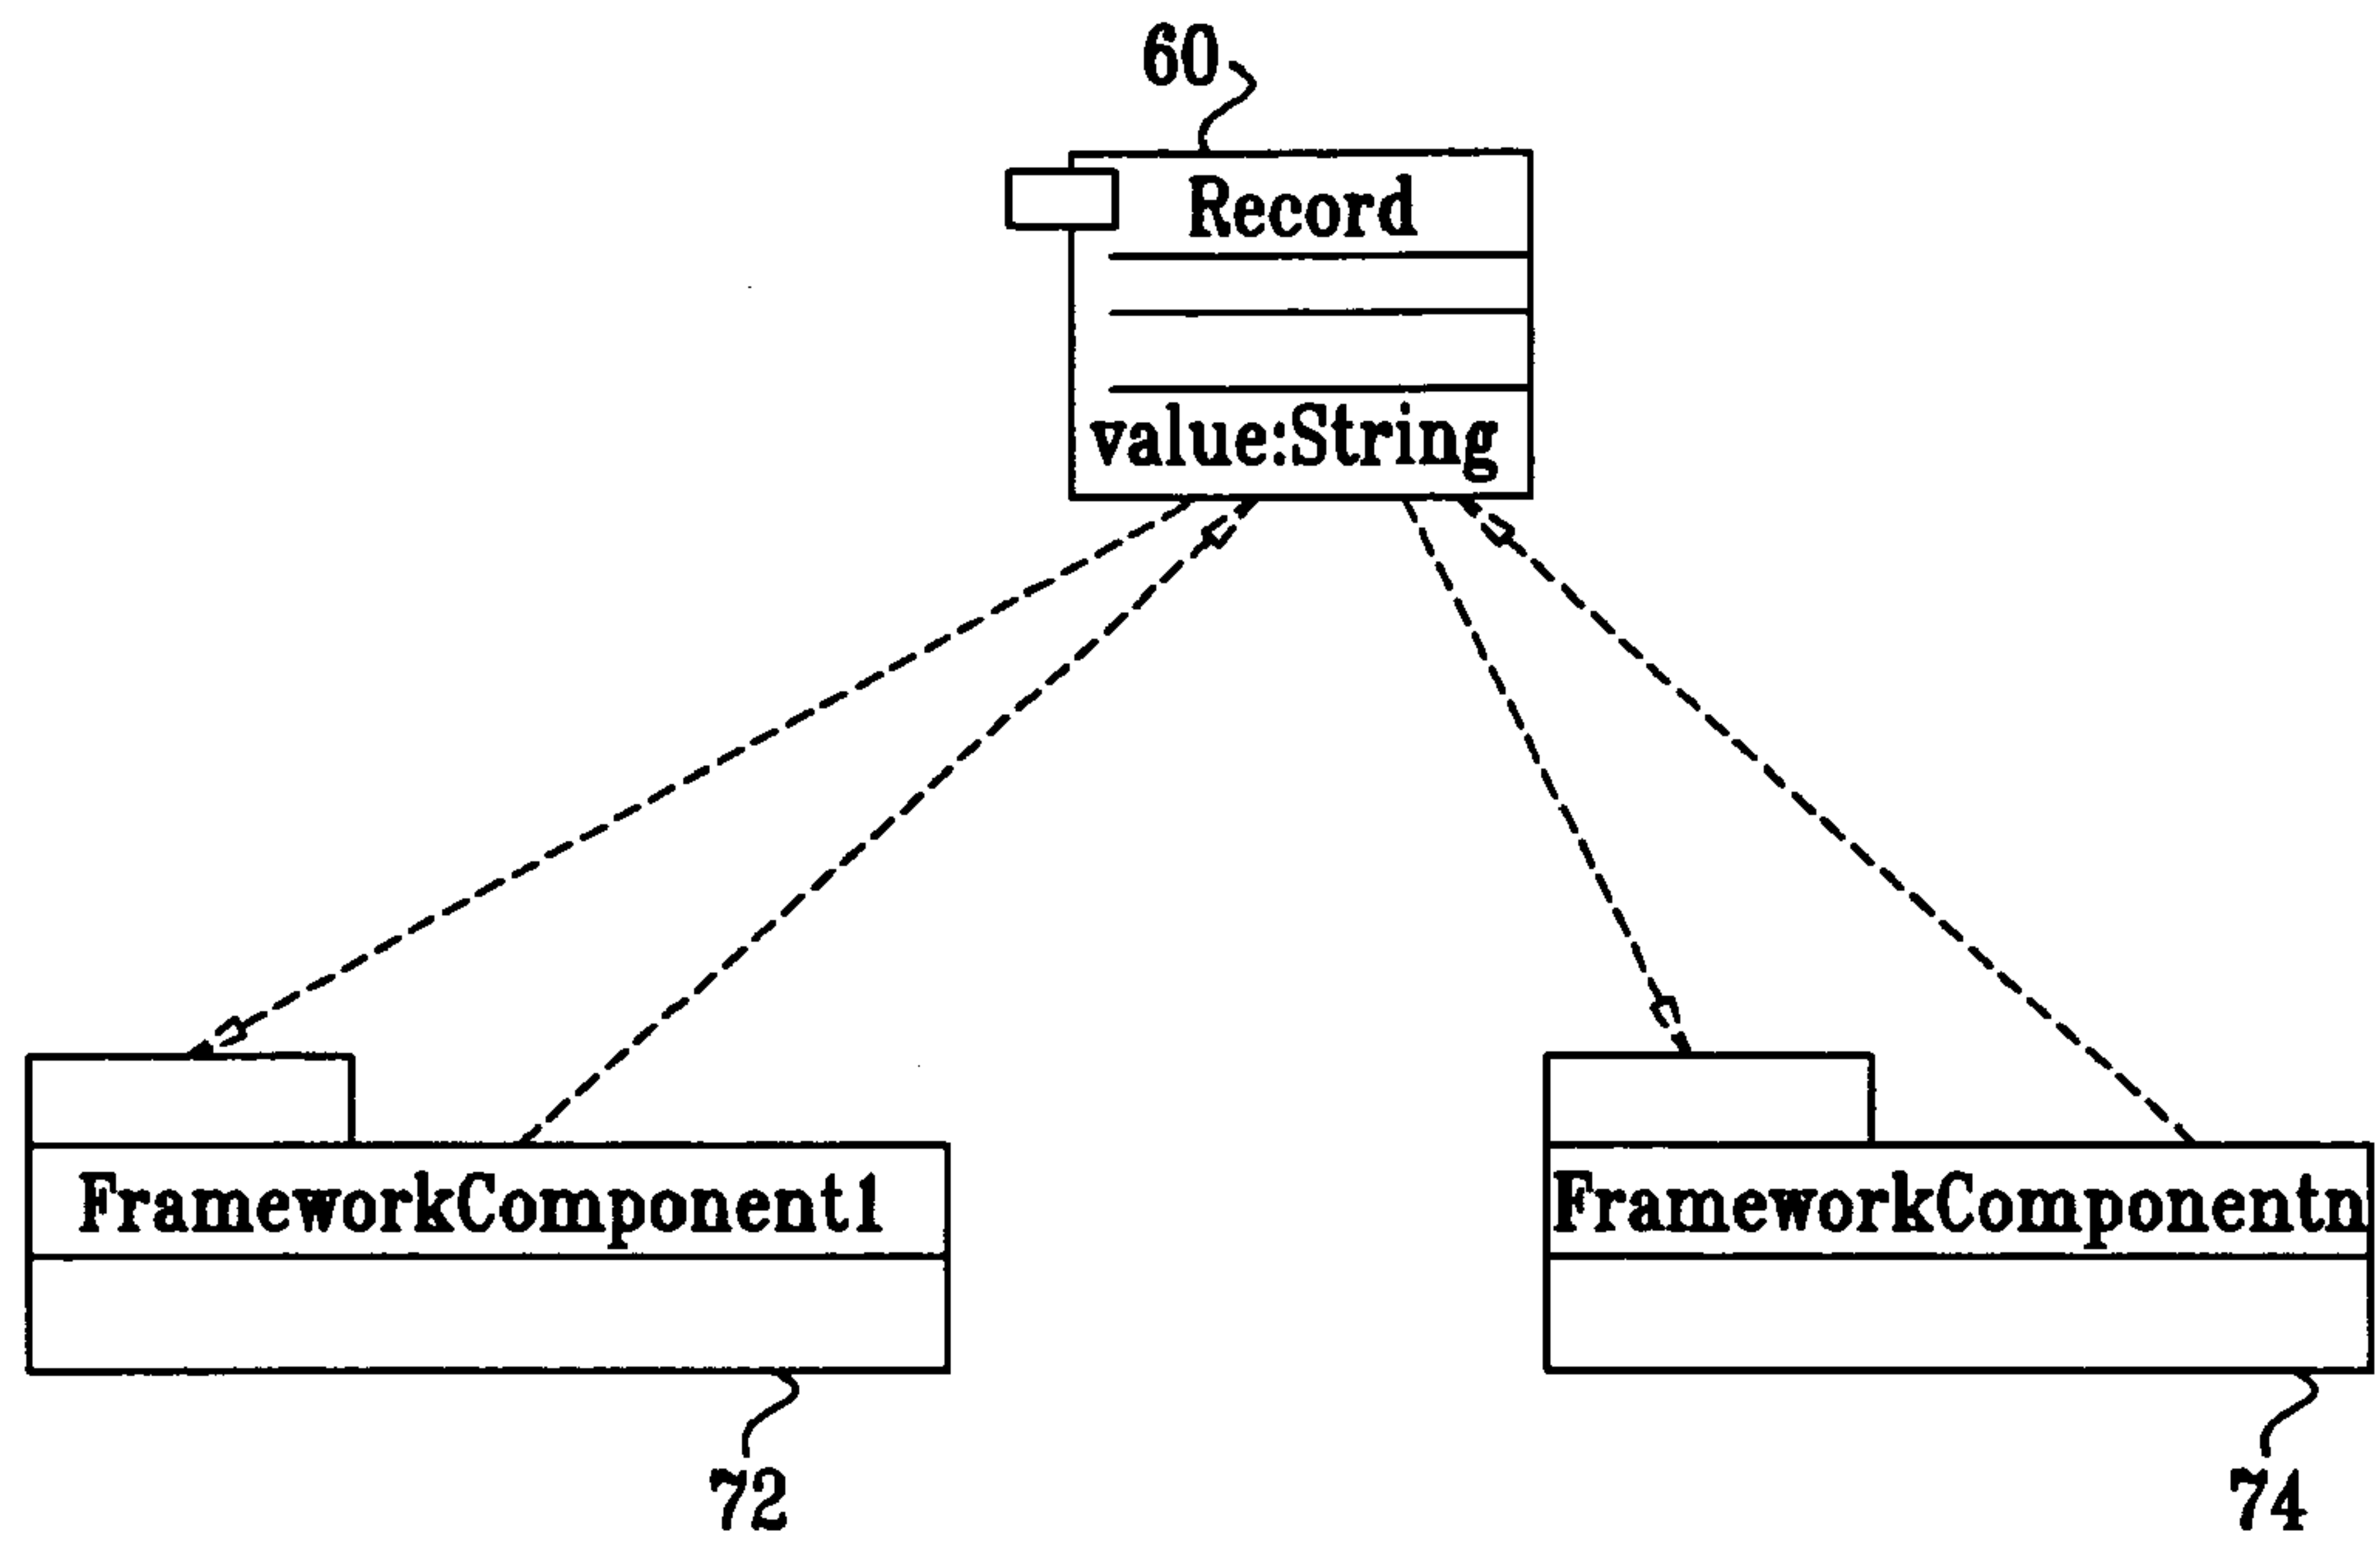 60
Record
value:String
FrameworkComponent1
FrameworkComponentn
72
74